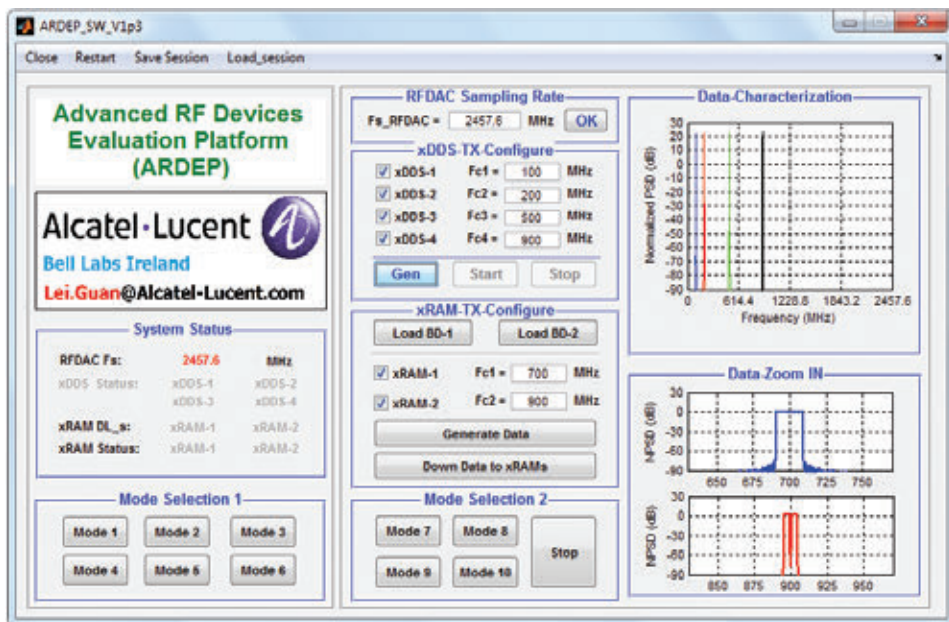 ARDEP_SW_V1p3
Close Restart Save Session Load_session
Advanced RF Devices
Evaluation Platform
(ARDEP)
Alcatel·Lucent
Bell Labs Ireland
Lei.Guan@Alcatel-Lucent.com
System Status
RFDAC Fs: 2457.6 MHz
xDDS Status: xDDS-1 xDDS-2
xDDS-3 xDDS-4
xRAM DL_s: xRAM-1 xRAM-2
xRAM Status: xRAM-1 xRAM-2
Mode Selection 1
Mode 1 Mode 2 Mode 3
Mode 4 Mode 5 Mode 6
RFDAC Sampling Rate
Fs_RFDAC = 2457.6 MHz OK
xDDS-TX-Configure
xDDS-1 Fc1 = 100 MHz
xDDS-2 Fc2 = 200 MHz
xDDS-3 Fc3 = 500 MHz
xDDS-4 Fc4 = 900 MHz
Gen Start Stop
xRAM-TX-Configure
Load BD-1 Load BD-2
xRAM-1 Fc1 = 700 MHz
xRAM-2 Fc2 = 900 MHz
Generate Data
Down Data to xRAMs
Mode Selection 2
Mode 7 Mode 8
Stop
Mode 9 Mode 10
Data-Characterization
Normalized PSD (dB)
30
20
10
0
-10
-20
-30
-40
-50
-60
-70
-80
-90
0 614.4 1228.8 1843.2 2457.6
Frequency (MHz)
Data-Zoom IN
NPSD (dB)
30
0
-30
-60
-90
650 675 700 725 750
NPSD (dB)
30
0
-30
-60
-90
850 875 900 925 950